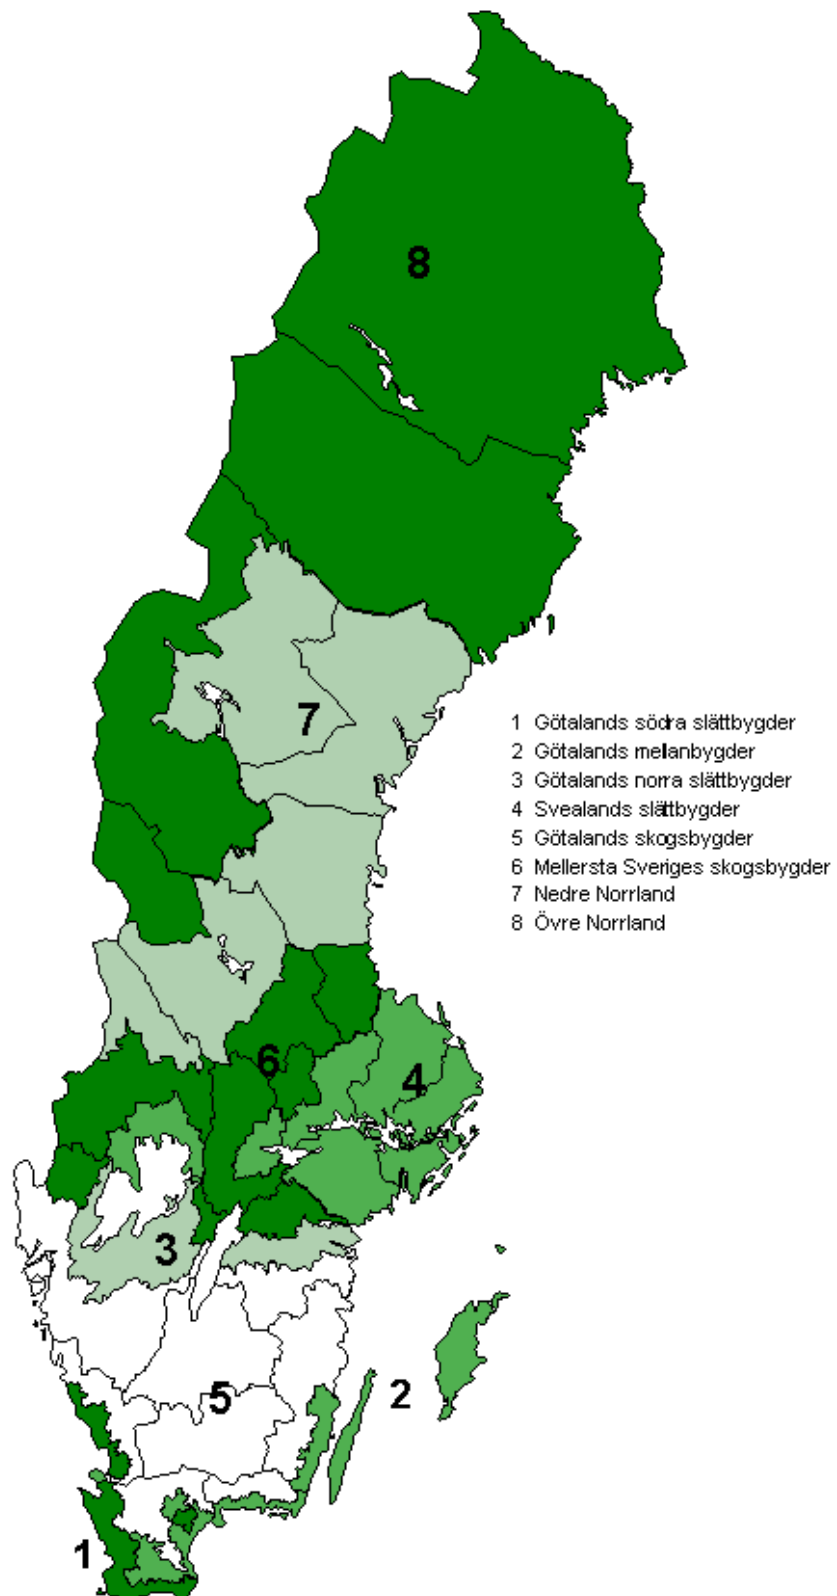 8
7
1 Götalands södra slättbygder
2 Götalands mellanbygder
3 Götalands norra slättbygder
4 Svealands slättbygder
5 Götalands skogsbygder
6 Mellersta Sveriges skogsbygder
7 Nedre Norrland
8 Övre Norrland
6
4
3
2
5
1